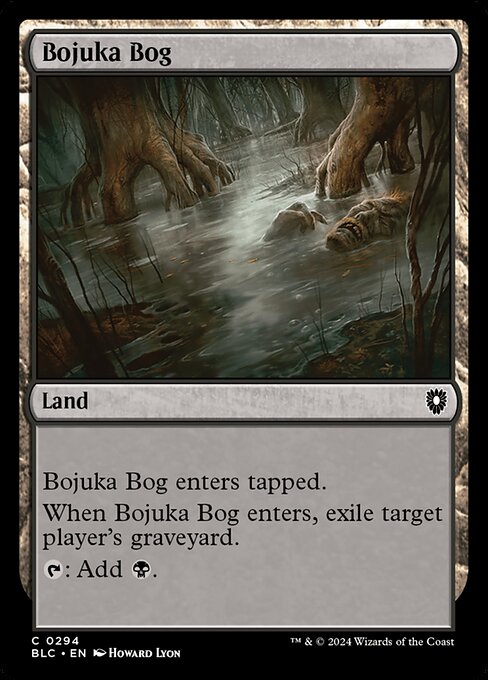 Bojuka Bog
Land
Bojuka Bog enters tapped.
When Bojuka Bog enters, exile target
player's graveyard.
: Add .
C 0294
BLC • EN Howard Lyon
™ & © 2024 Wizards of the Coast